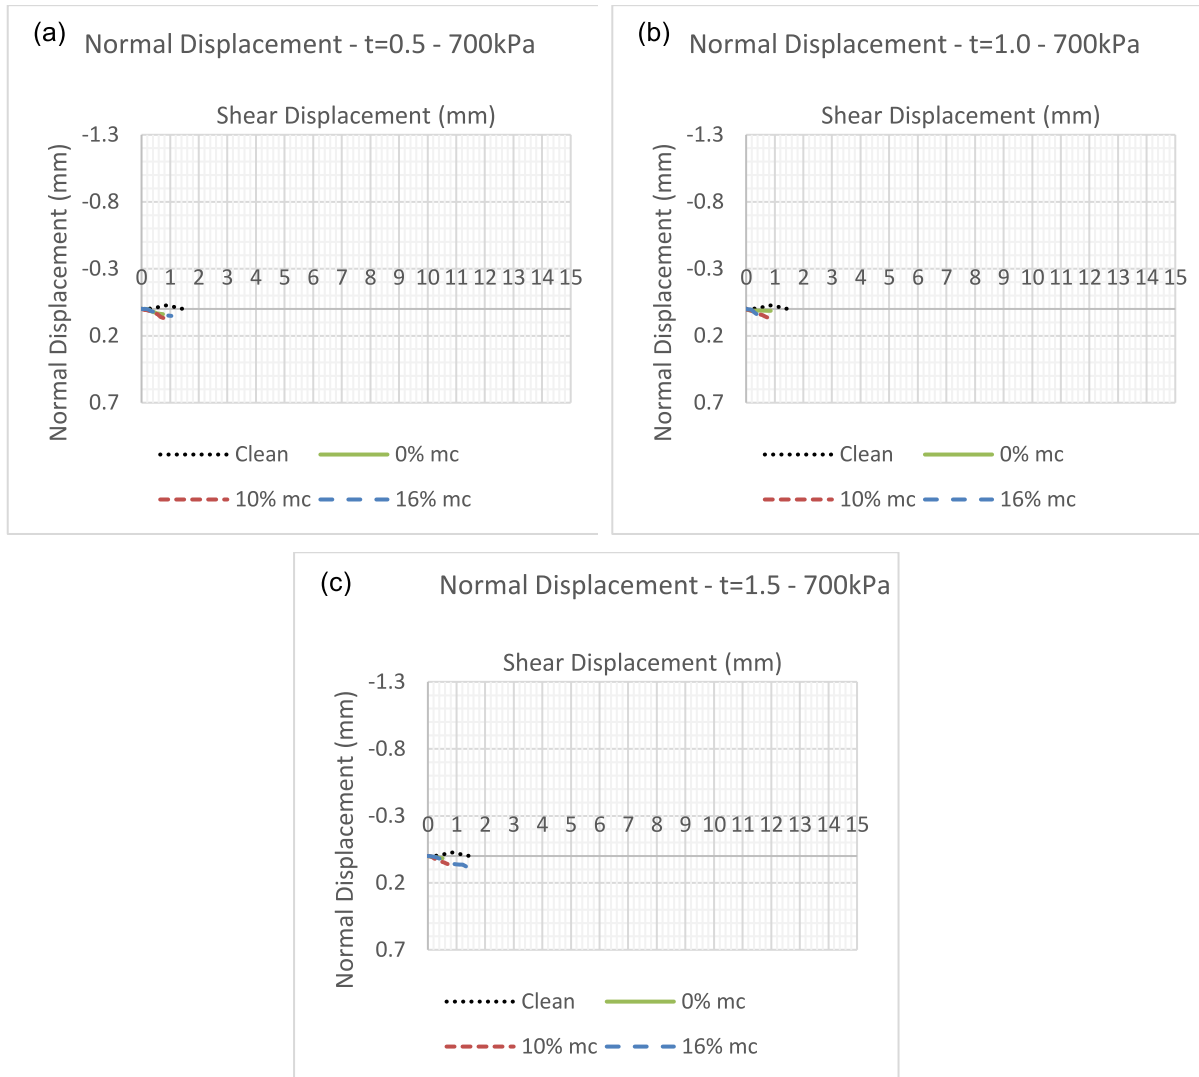 (a) Normal Displacement - t=0.5 - 700kPa
Shear Displacement (mm)
Normal Displacement (mm)
-1.3
-0.8
-0.3
0 1 2 3 4 5 6 7 8 9 10 11 12 13 14 15
0.2
0.7
Clean 0% mc
10% mc 16% mc
(b) Normal Displacement - t=1.0 - 700kPa
Shear Displacement (mm)
Normal Displacement (mm)
-1.3
-0.8
-0.3
0 1 2 3 4 5 6 7 8 9 10 11 12 13 14 15
0.2
0.7
Clean 0% mc
10% mc 16% mc
(c) Normal Displacement - t=1.5 - 700kPa
Shear Displacement (mm)
Normal Displacement (mm)
-1.3
-0.8
-0.3
0 1 2 3 4 5 6 7 8 9 10 11 12 13 14 15
0.2
0.7
Clean 0% mc
10% mc 16% mc